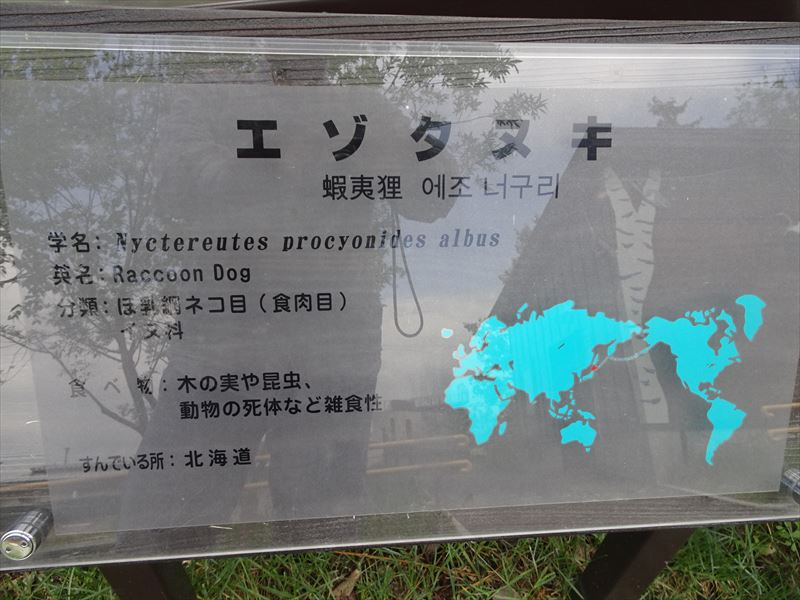 エゾタヌキ
蝦夷狸 에조 너구리
学名: Nyctereutes procyonides albus
英名: Raccoon Dog
分類: ほ乳綱ネコ目(食肉目)
イヌ科
食べ物: 木の実や昆虫、
動物の死体など雑食性
すんでいる所: 北海道